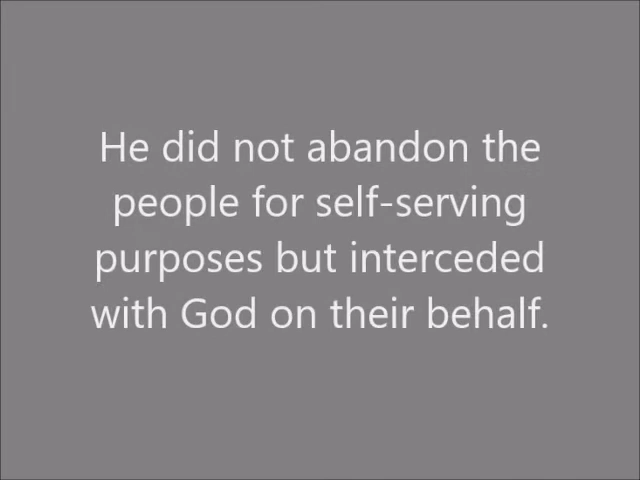 He did not abandon the
people for self-serving
purposes but interceded
with God on their behalf.